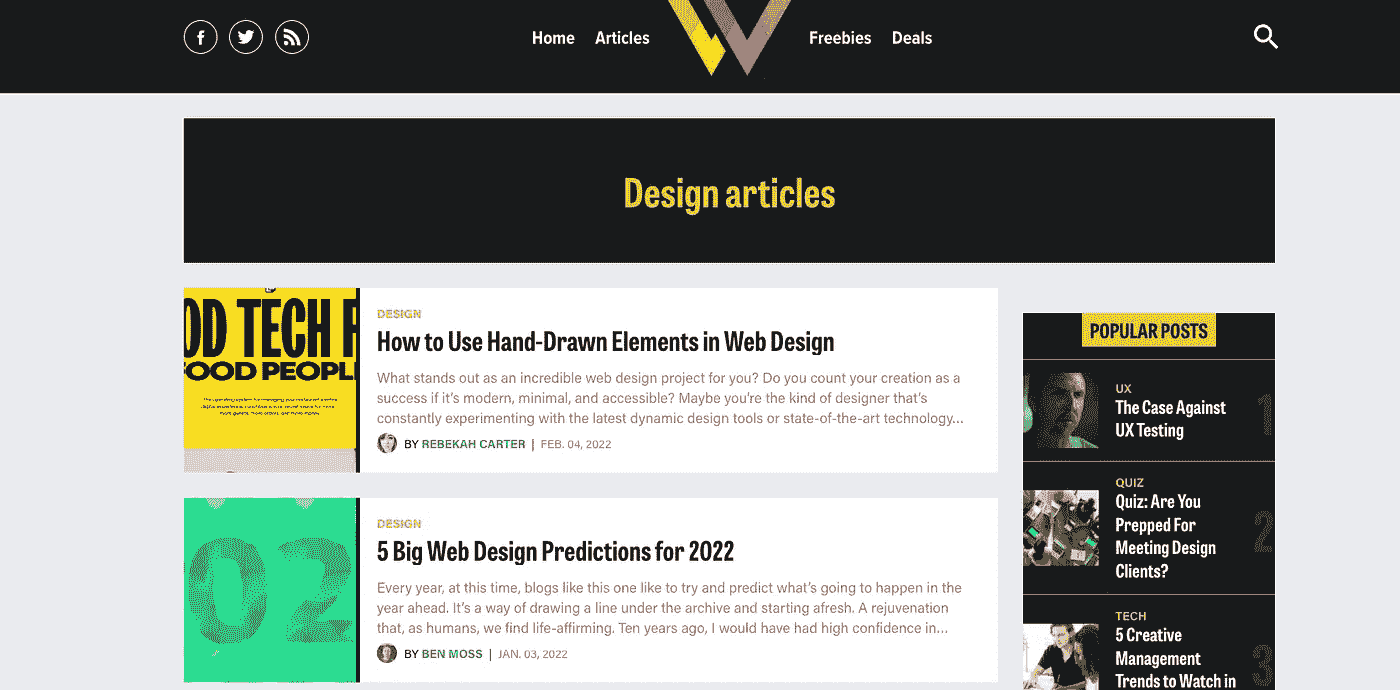 Home Articles Freebies Deals
Design articles
OD TECH F
FOOD PEOPL
DESIGN
How to Use Hand-Drawn Elements in Web Design
What stands out as an incredible web design project for you? Do you count your creation as a
success if it's modern, minimal, and accessible? Maybe you're the kind of designer that's
constantly experimenting with the latest dynamic design tools or state-of-the-art technology...
BY REBEKAH CARTER | FEB. 04, 2022
02
DESIGN
5 Big Web Design Predictions for 2022
Every year, at this time, blogs like this one like to try and predict what's going to happen in the
year ahead. It's a way of drawing a line under the archive and starting afresh. A rejuvenation
that, as humans, we find life-affirming. Ten years ago, I would have had high confidence in...
BY BEN MOSS | JAN. 03, 2022
POPULAR POSTS
UX
The Case Against
UX Testing
1
QUIZ
Quiz: Are You
Prepped For
Meeting Design
Clients?
2
TECH
5 Creative
Management
Trends to Watch in
3